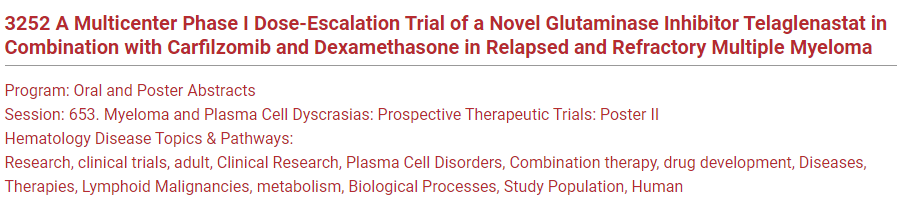 3252 A Multicenter Phase I Dose-Escalation Trial of a Novel Glutaminase Inhibitor Telaglenastat in
Combination with Carfilzomib and Dexamethasone in Relapsed and Refractory Multiple Myeloma
Program: Oral and Poster Abstracts
Session: 653. Myeloma and Plasma Cell Dyscrasias: Prospective Therapeutic Trials: Poster II
Hematology Disease Topics & Pathways:
Research, clinical trials, adult, Clinical Research, Plasma Cell Disorders, Combination therapy, drug development, Diseases,
Therapies, Lymphoid Malignancies, metabolism, Biological Processes, Study Population, Human